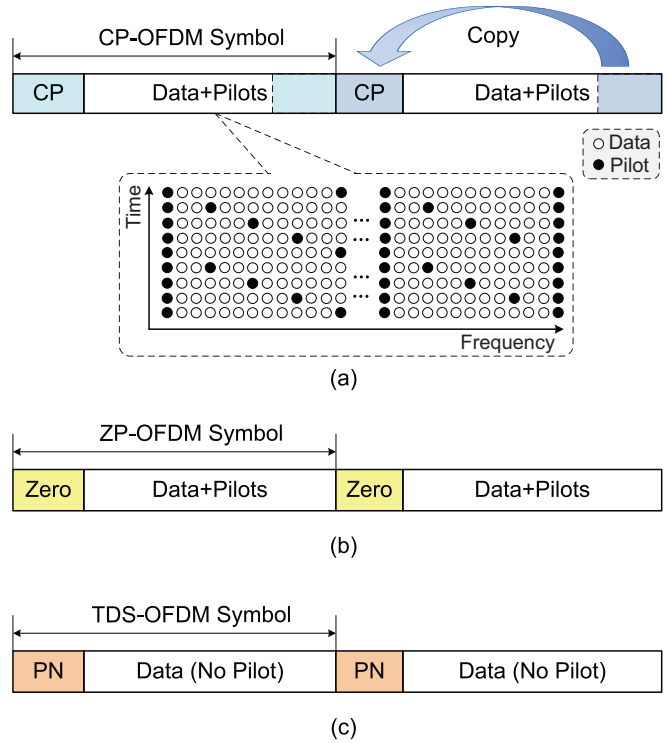 CP-OFDM Symbol
Copy
CP
Data+Pilots
CP
Data+Pilots
Data
Pilot
Time
...
...
...
...
Frequency
(a)
ZP-OFDM Symbol
Zero
Data+Pilots
Zero
Data+Pilots
(b)
TDS-OFDM Symbol
PN
Data (No Pilot)
PN
Data (No Pilot)
(c)